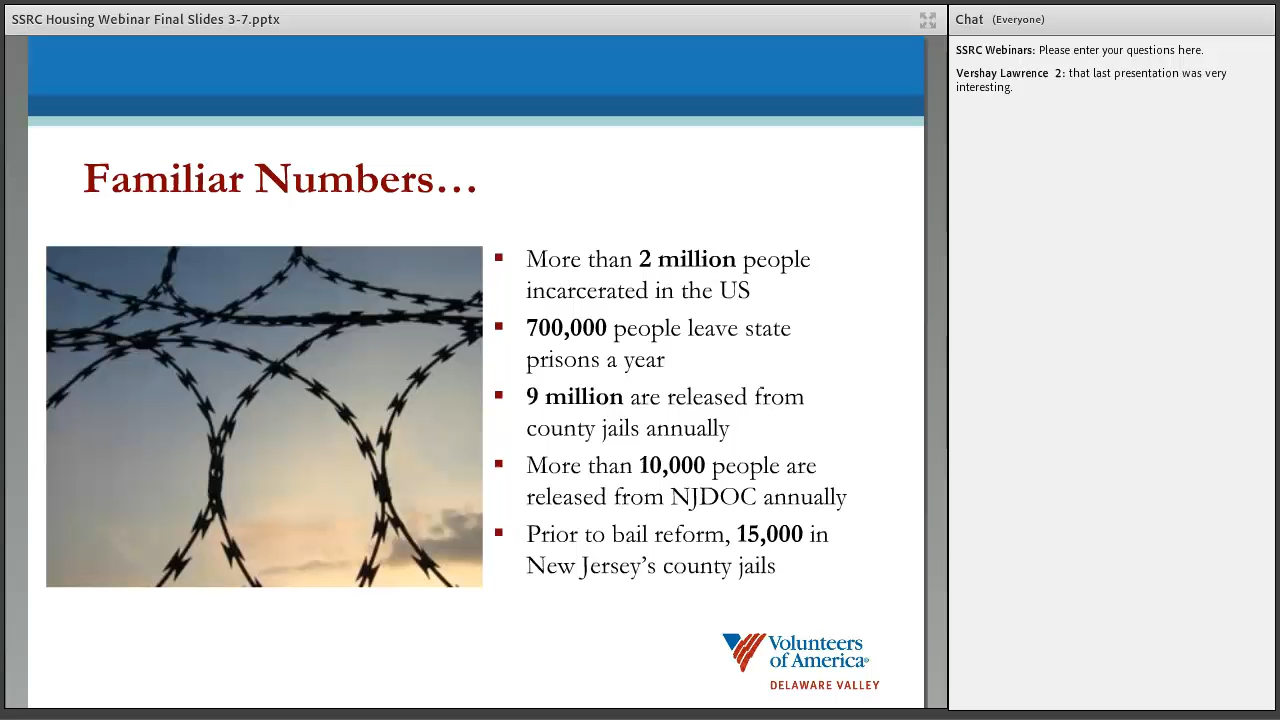 SSRC Housing Webinar Final Slides 3-7.pptx
Familiar Numbers…
▪ More than 2 million people
incarcerated in the US
▪ 700,000 people leave state
prisons a year
▪ 9 million are released from
county jails annually
▪ More than 10,000 people are
released from NJDOC annually
▪ Prior to bail reform, 15,000 in
New Jersey’s county jails
Volunteers
of America®
DELAWARE VALLEY
Chat (Everyone)
SSRC Webinars: Please enter your questions here.
Vershay Lawrence 2: that last presentation was very
interesting.